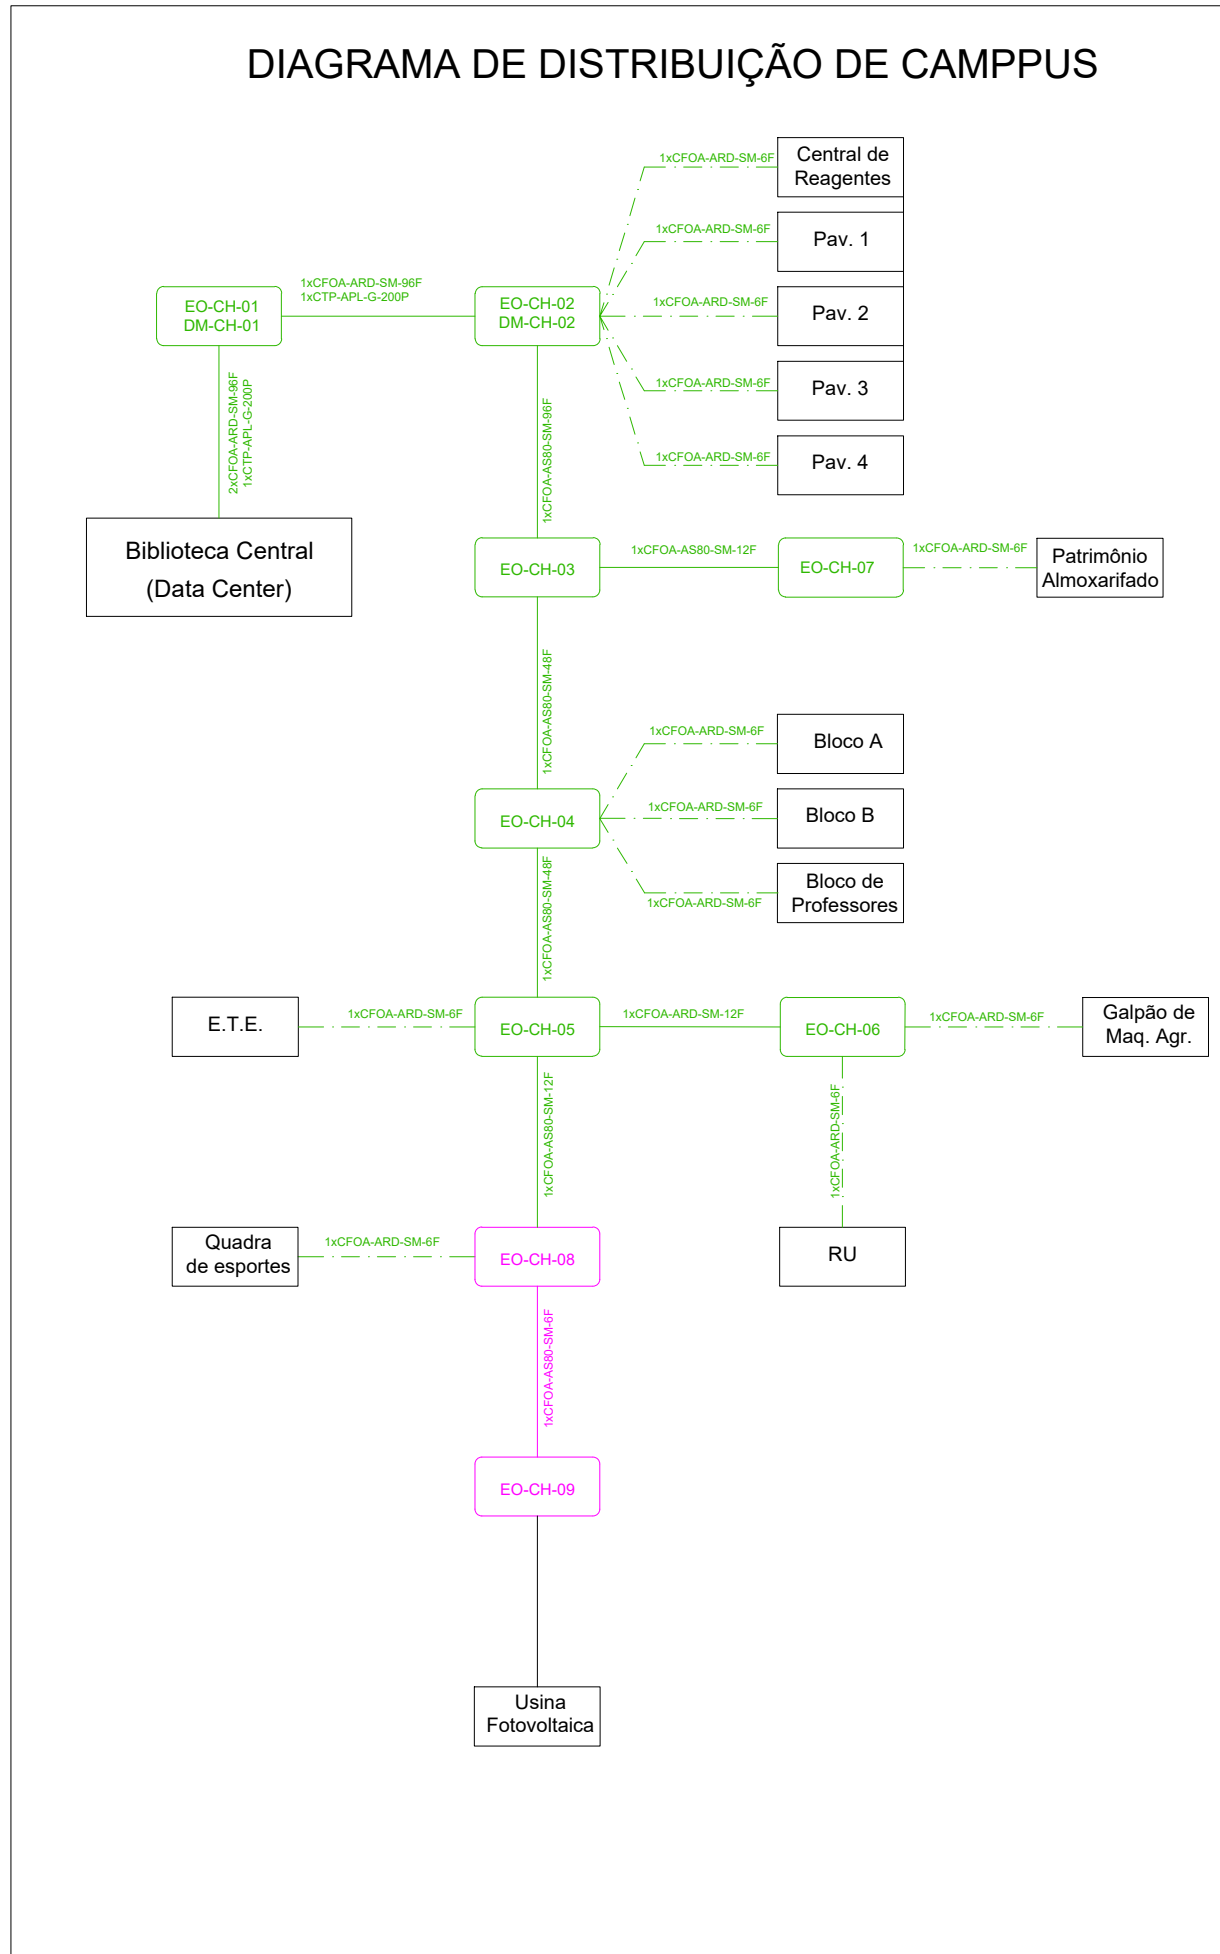 DIAGRAMA DE DISTRIBUIÇÃO DE CAMPPUS
1xCFOA-ARD-SM-6F
Central de
Reagentes
1xCFOA-ARD-SM-6F
Pav. 1
1xCFOA-ARD-SM-96F
1xCTP-APL-G-200P
EO-CH-01
DM-CH-01
EO-CH-02
DM-CH-02
1xCFOA-ARD-SM-6F
Pav. 2
1xCFOA-ARD-SM-6F
Pav. 3
1xCFOA-ARD-SM-6F
Pav. 4
2xCFOA-ARD-SM-96F
1xCTP-APL-G-200P
1xCFOA-AS80-SM-96F
Biblioteca Central
(Data Center)
EO-CH-03
1xCFOA-AS80-SM-12F
EO-CH-07
1xCFOA-ARD-SM-6F
Patrimônio
Almoxarifado
1xCFOA-AS80-SM-48F
1xCFOA-ARD-SM-6F
Bloco A
EO-CH-04
1xCFOA-ARD-SM-6F
Bloco B
1xCFOA-ARD-SM-6F
Bloco de
Professores
1xCFOA-AS80-SM-48F
E.T.E.
1xCFOA-ARD-SM-6F
EO-CH-05
1xCFOA-ARD-SM-12F
EO-CH-06
1xCFOA-ARD-SM-6F
Galpão de
Maq. Agr.
1xCFOA-AS80-SM-12F
1xCFOA-ARD-SM-6F
Quadra
de esportes
1xCFOA-ARD-SM-6F
EO-CH-08
RU
1xCFOA-AS80-SM-6F
EO-CH-09
Usina
Fotovoltaica